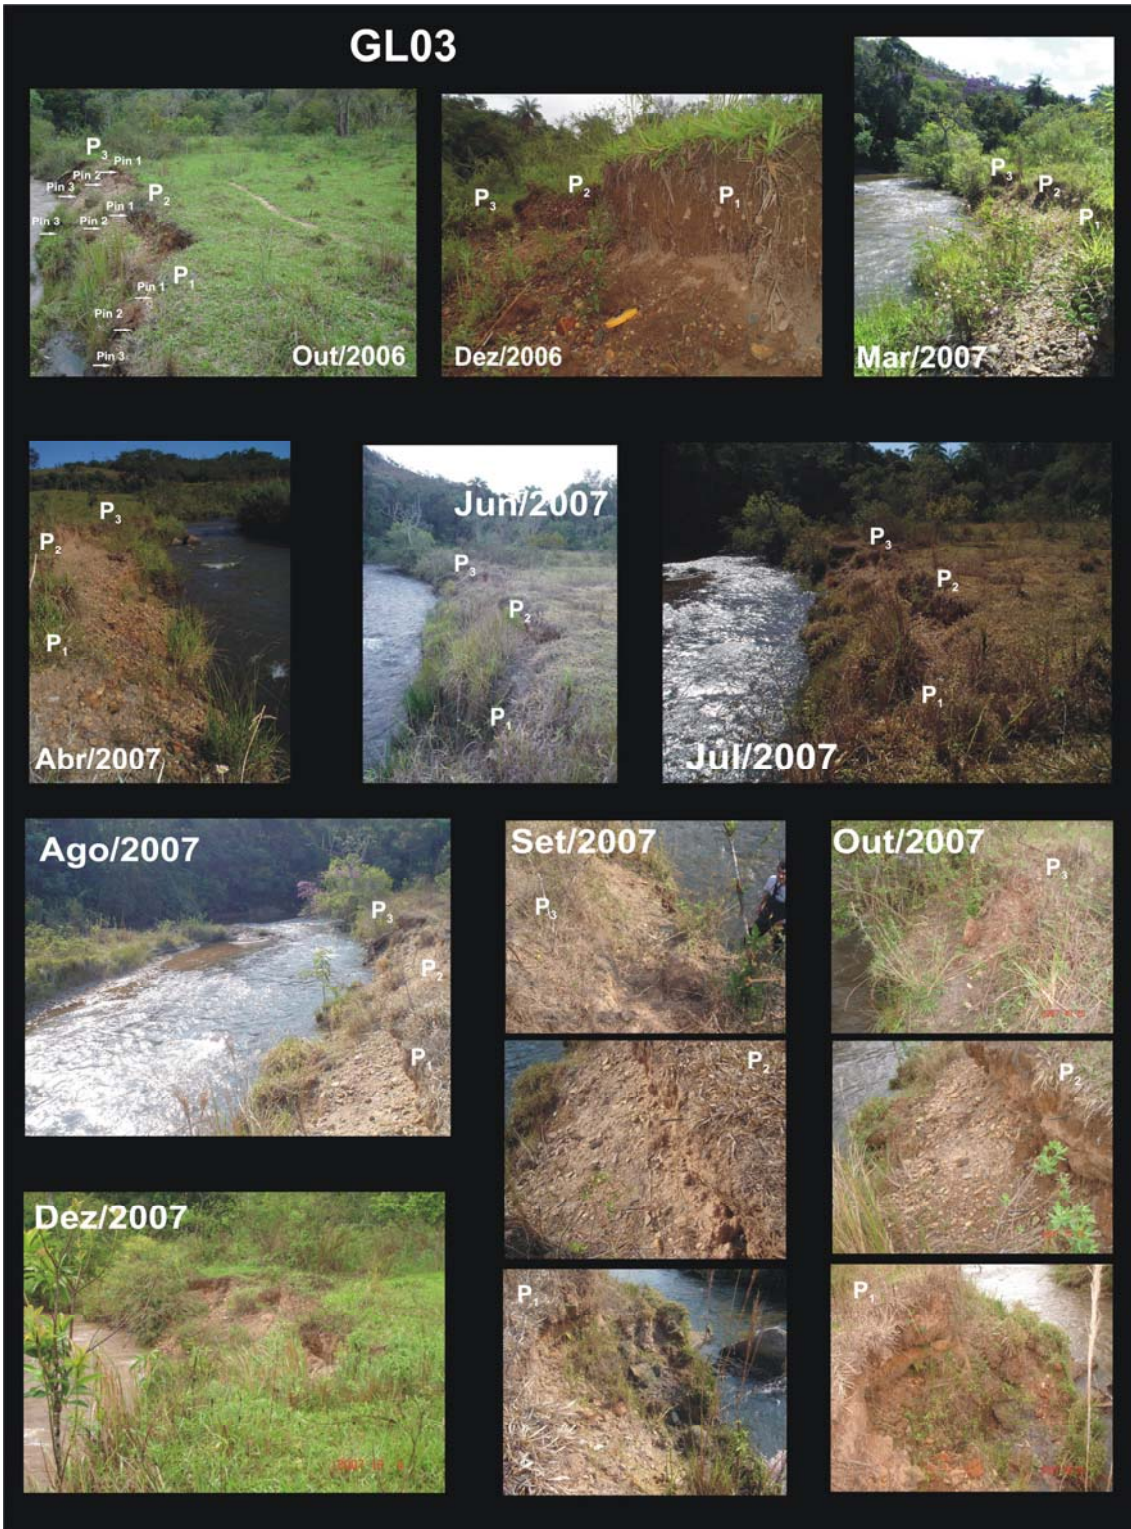 GL03
P3
Pin 1
Pin 2
Pin 3
P2
Pin 1
Pin 2
Pin 3
P1
Pin 1
Pin 2
Pin 3
Out/2006
P3
P2
P1
Dez/2006
P3
P2
P1
Mar/2007
P3
P2
P1
Abr/2007
Jun/2007
P3
P2
P1
P3
P2
P1
Jul/2007
Ago/2007
P3
P2
P1
Set/2007
P3
P2
P1
Out/2007
P3
P2
P1
Dez/2007